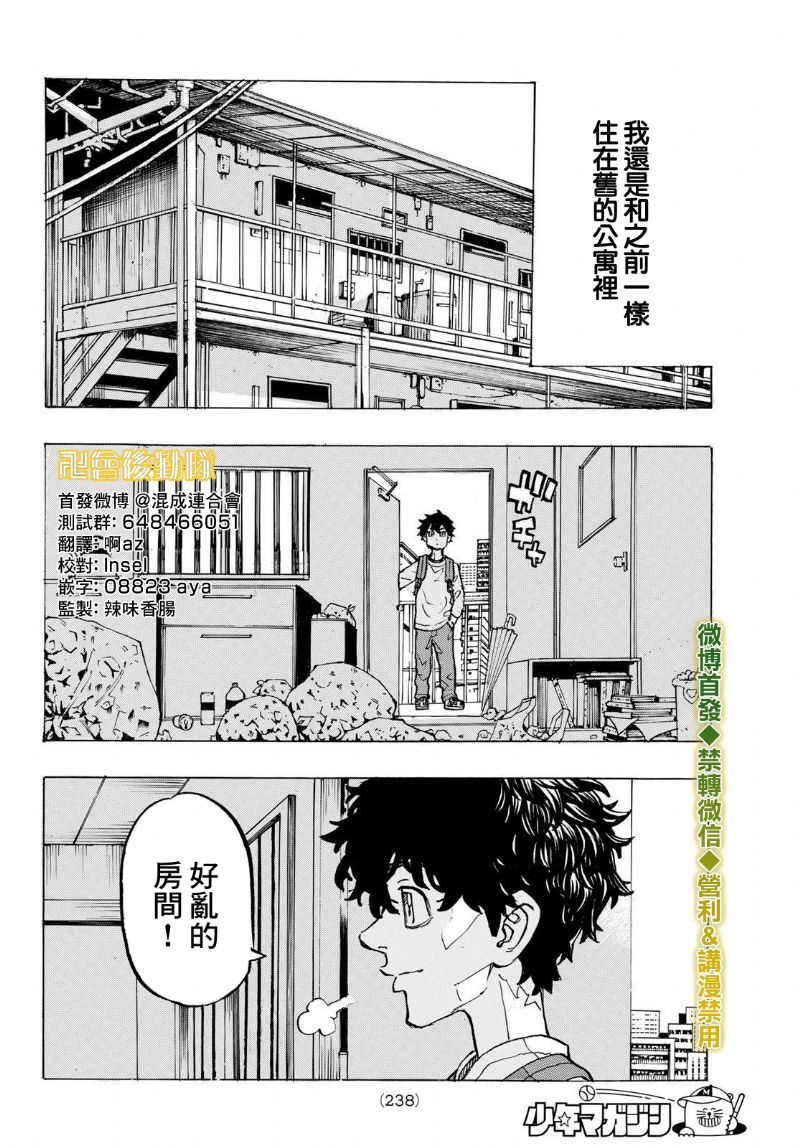 我還是和之前一樣
住在舊的公寓裡
卍會後勤隊
首發微博 @混成連合會
測試群: 648466051
翻譯: 啊az
校對: Insel
嵌字: 08823 aya
監製: 辣味香腸
ガチャ
微博首發◆禁轉微信◆營利&講漫禁用
好亂的
房間！
(238)
少年マガジン